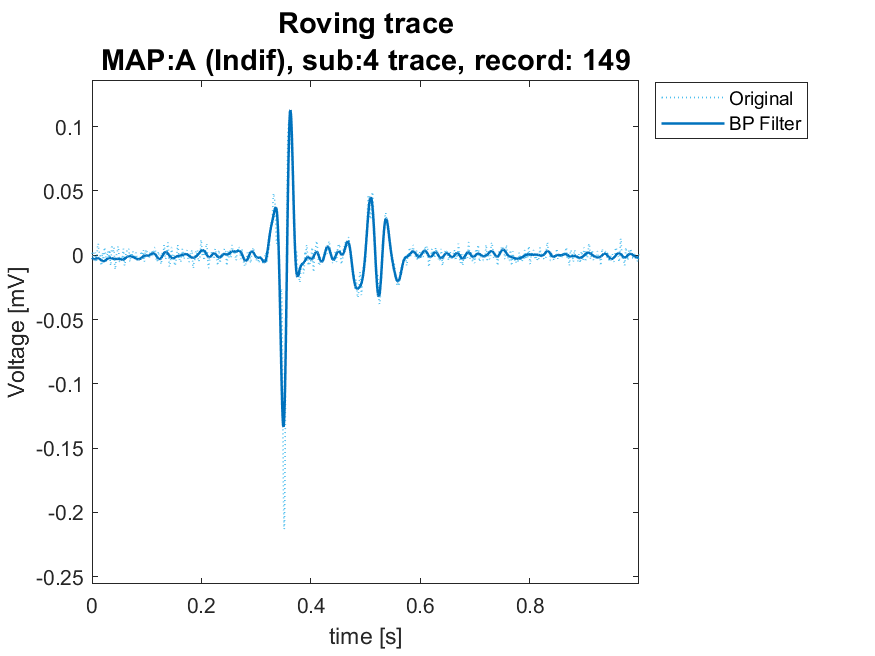 Roving trace
MAP:A (Indif), sub:4 trace, record: 149
Original
BP Filter
0.1
0.05
0
-0.05
-0.1
-0.15
-0.2
-0.25
Voltage [mV]
0
0.2
0.4
0.6
0.8
time [s]